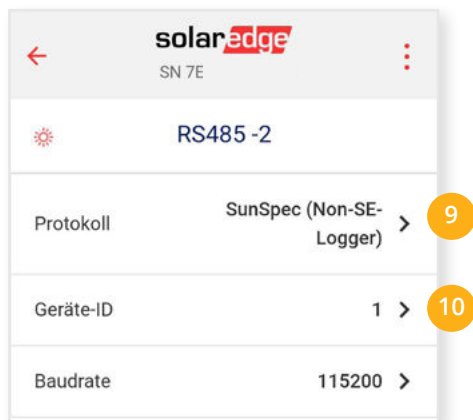 solaredge
SN 7E
RS485 -2
Protokoll
SunSpec (Non-SE-
Logger)
9
Geräte-ID
1
10
Baudrate
115200